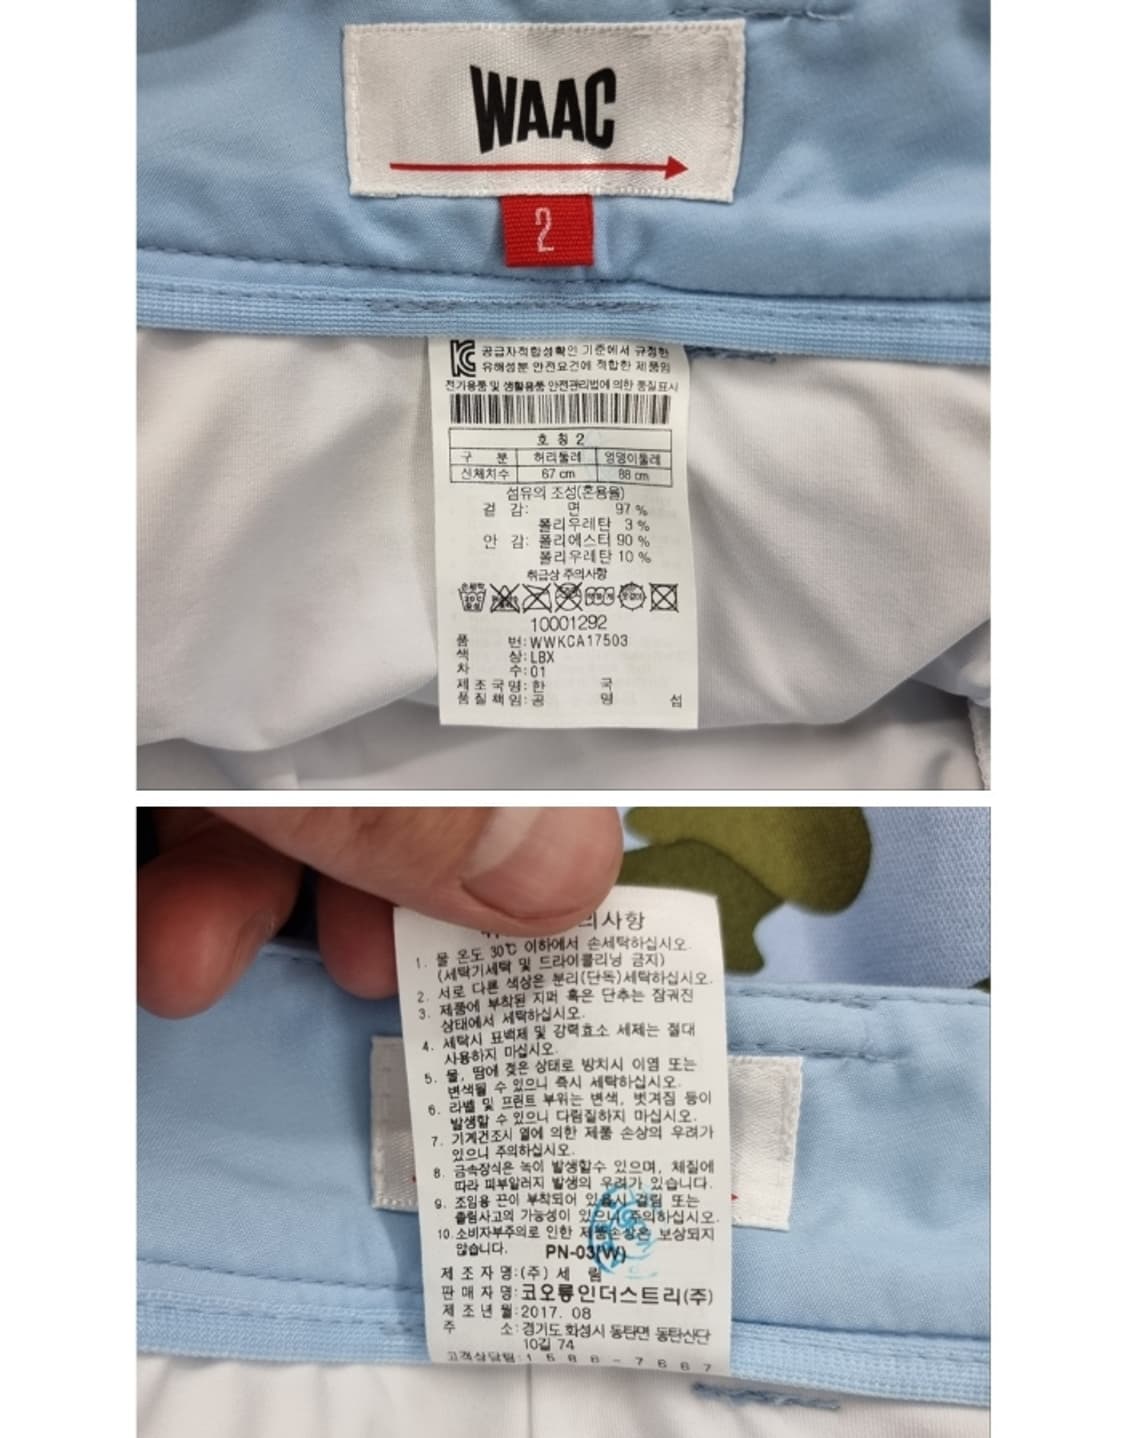 WAAC
2
공급자적합성확인 기준에서 규정한
유해성분 안전요건에 적합한 제품임
전기용품 및 생활용품 안전관리법에 의한 품질표시
호 칭 2
구 분 허리둘레 엉덩이둘레
신체치수 67 cm 88 cm
섬유의 조성(혼용율)
겉 감: 면 97 %
폴리우레탄 3 %
안 감: 폴리에스터 90 %
폴리우레탄 10 %
취급상 주의사항
10001292
품 번: WWKCA17503
색 상: LBX
차 수: 01
제 조 국 명: 한 국
품 질 책 임: 공 명 섭
리사항
1. 물 온도 30℃ 이하에서 손세탁하십시오.
(세탁기세탁 및 드라이클리닝 금지)
2. 서로 다른 색상은 분리(단독)세탁하십시오.
3. 제품에 부착된 지퍼 혹은 단추는 잠궈진
상태에서 세탁하십시오.
4. 세탁시 표백제 및 강력효소 세제는 절대
사용하지 마십시오.
5. 물, 땀에 젖은 상태로 방치시 이염 또는
변색될 수 있으니 즉시 세탁하십시오.
6. 라벨 및 프린트 부위는 변색, 벗겨짐 등이
발생할 수 있으니 다림질하지 마십시오.
7. 기계건조시 열에 의한 제품 손상의 우려가
있으니 주의하십시오.
8. 금속장식은 녹이 발생할수 있으며, 체질에
따라 피부알러지 발생의 우려가 있습니다.
9. 조임용 끈이 부착되어 있을시 걸림 또는
졸림사고의 가능성이 있으니 주의하십시오.
10. 소비자부주의로 인한 제품손상은 보상되지
않습니다. PN-03(W)
제 조 자 명: (주) 세 림
판 매 자 명: 코오롱인더스트리(주)
제 조 년 월: 2017. 08
주 소: 경기도 화성시 동탄면 동탄산단
10길 74
고객상담팀: 1 5 8 8 - 7 6 6 7